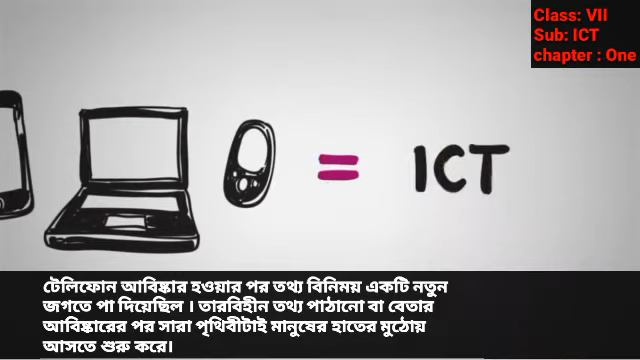 Class: VII
Sub: ICT
chapter : One
= ICT
টেলিফোন আবিষ্কার হওয়ার পর তথ্য বিনিময় একটি নতুন
জগতে পা দিয়েছিল । তারবিহীন তথ্য পাঠানো বা বেতার
আবিষ্কারের পর সারা পৃথিবীটাই মানুষের হাতের মুঠোয়
আসতে শুরু করে।